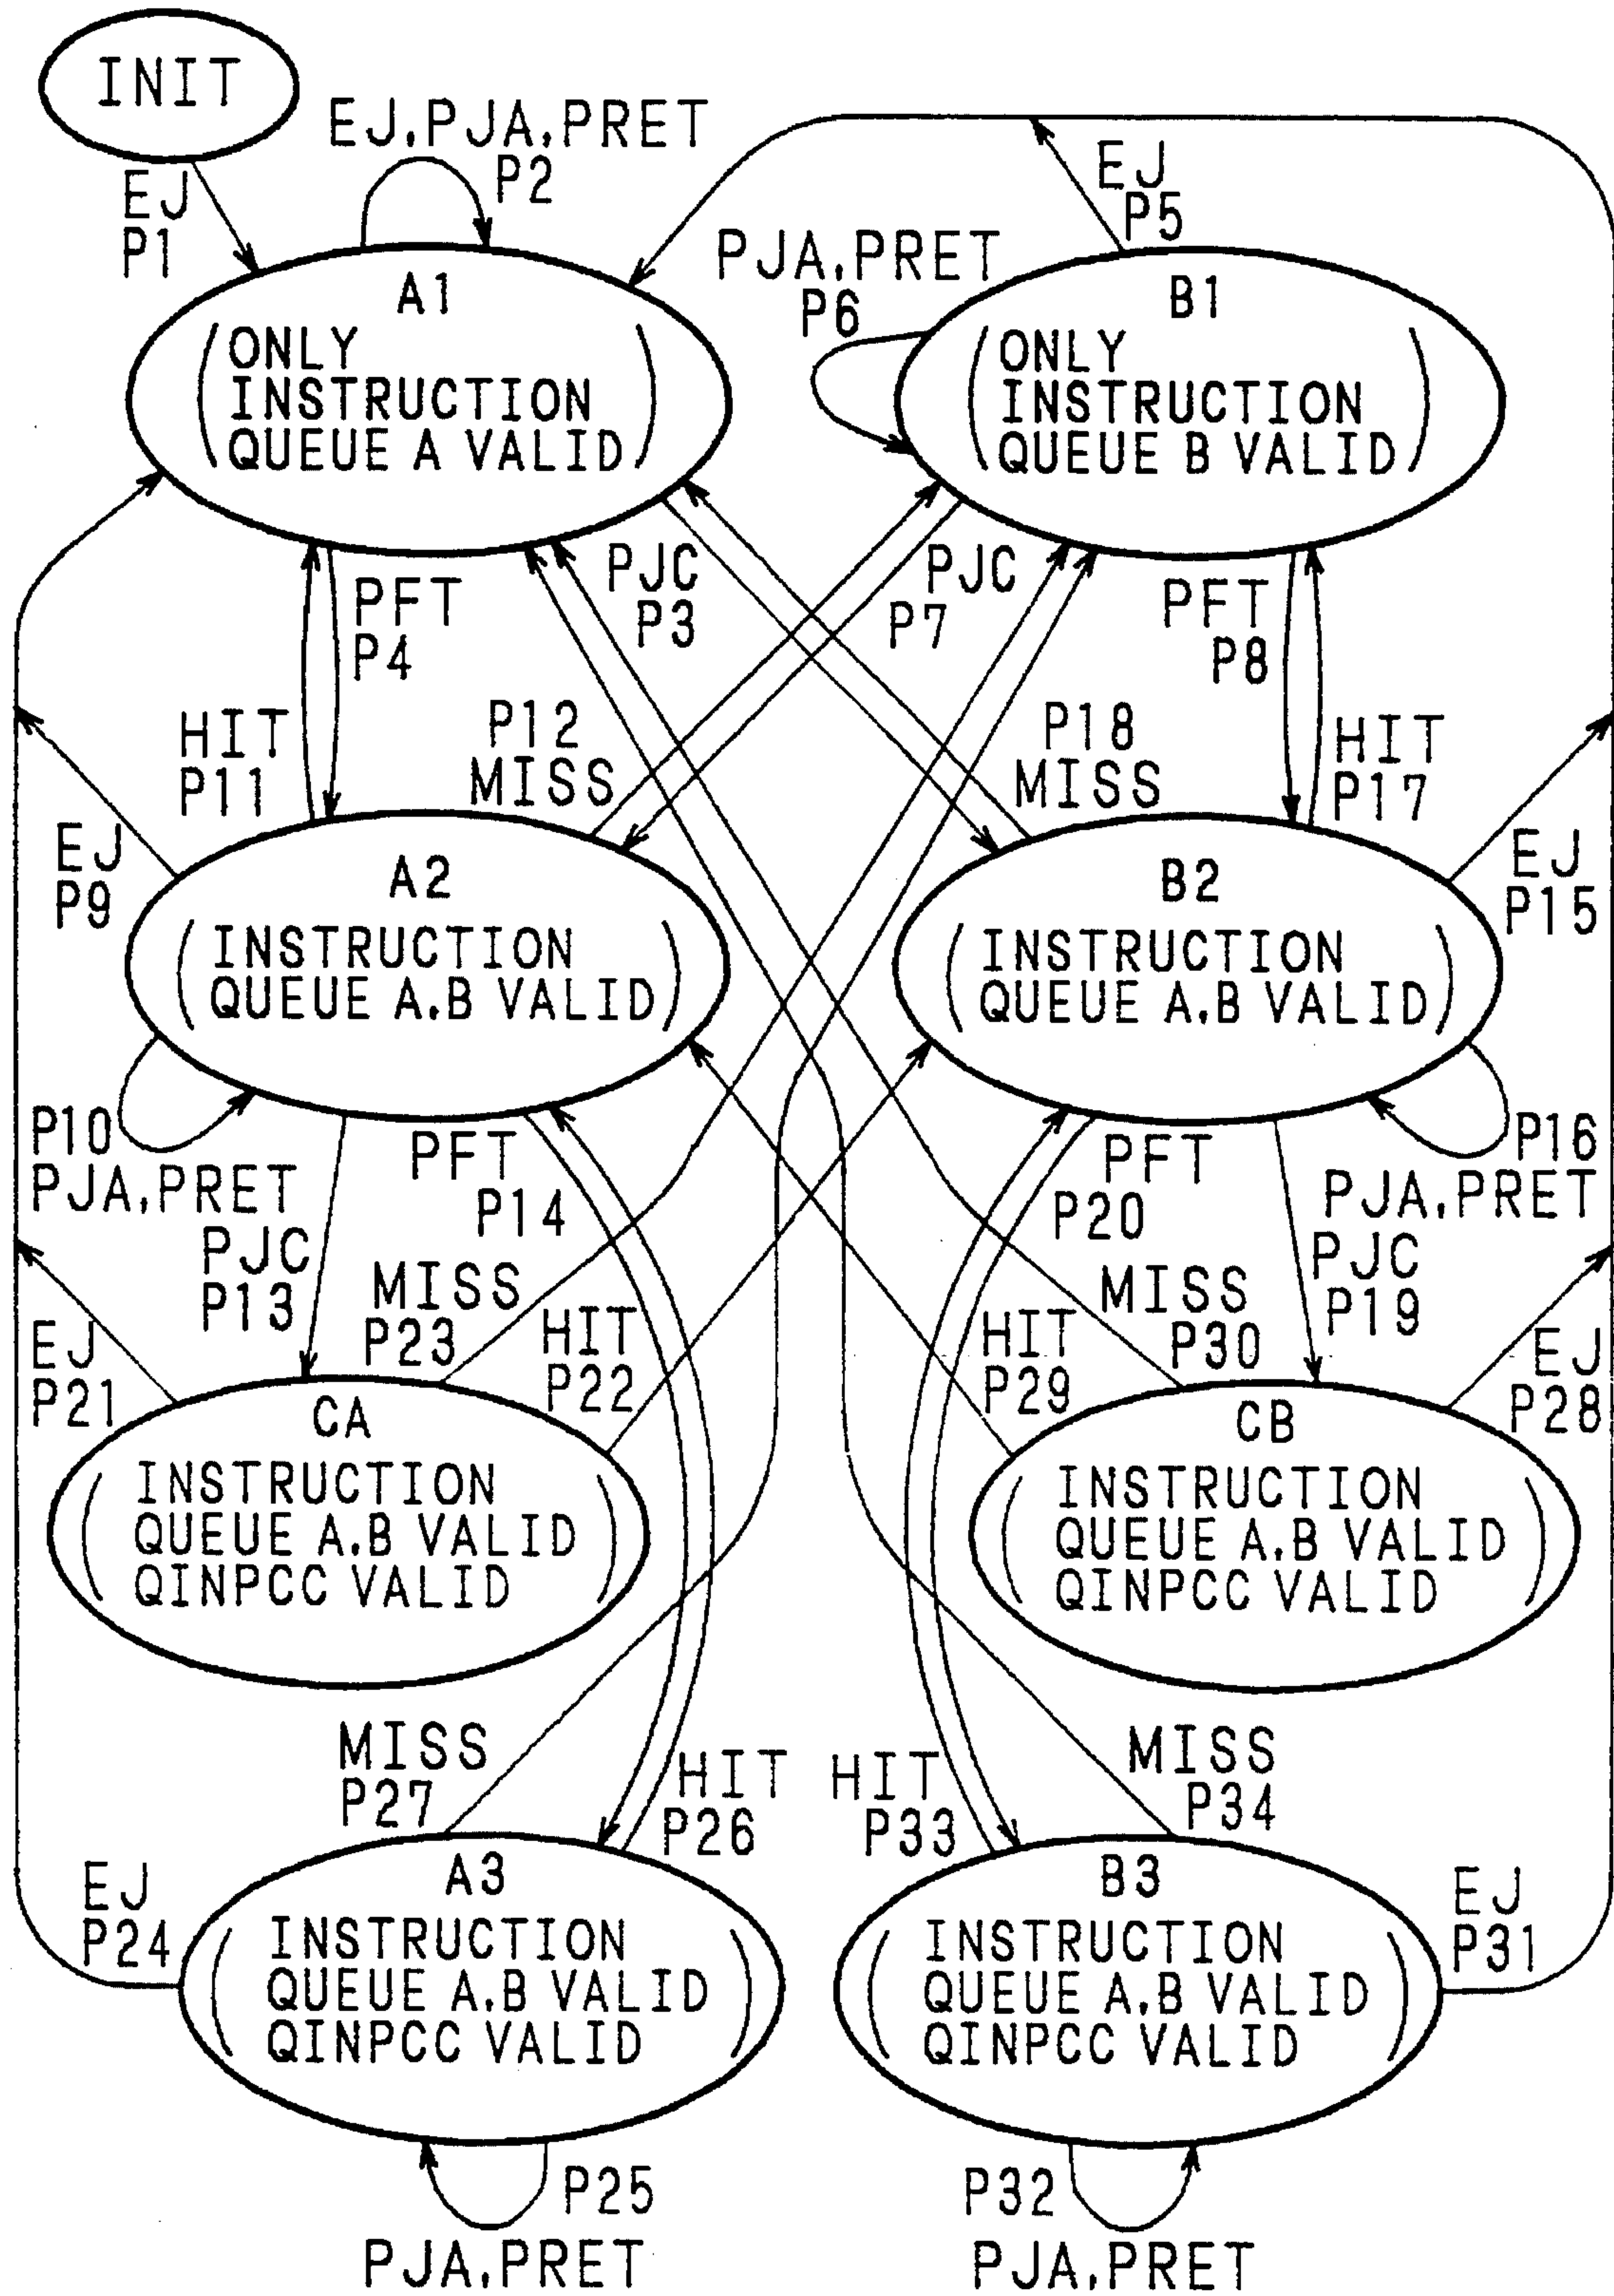 INIT
EJ
P1
EJ,PJA,PRET
P2
EJ
P5
PJA,PRET
P6
A1
ONLY
INSTRUCTION
QUEUE A VALID
B1
ONLY
INSTRUCTION
QUEUE B VALID
PFT
P4
PJC
P3
PJC
P7
PFT
P8
HIT
P11
P12
MISS
P18
MISS
HIT
P17
EJ
P9
EJ
P15
A2
INSTRUCTION
QUEUE A,B VALID
B2
INSTRUCTION
QUEUE A,B VALID
P10
PJA,PRET
PFT
P14
PFT
P20
P16
PJA,PRET
PJC
P13
MISS
P23
HIT
P22
HIT
P29
MISS
P30
PJC
P19
EJ
P21
EJ
P28
CA
INSTRUCTION
QUEUE A,B VALID
QINPCC VALID
CB
INSTRUCTION
QUEUE A,B VALID
QINPCC VALID
MISS
P27
HIT
P26
HIT
P33
MISS
P34
EJ
P24
EJ
P31
A3
INSTRUCTION
QUEUE A,B VALID
QINPCC VALID
B3
INSTRUCTION
QUEUE A,B VALID
QINPCC VALID
P25
PJA,PRET
P32
PJA,PRET